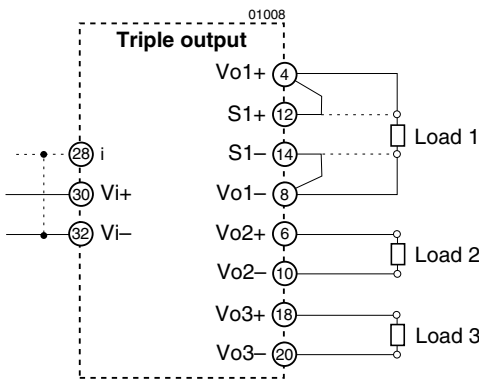 01008
Triple output
Vo1+ 4
S1+ 12
Load 1
28 i
S1– 14
30 Vi+
Vo1– 8
32 Vi–
Vo2+ 6
Load 2
Vo2– 10
Vo3+ 18
Load 3
Vo3– 20